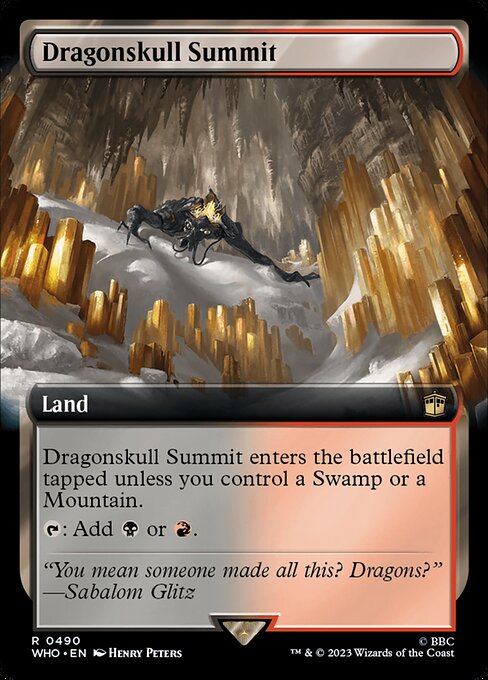 Dragonskull Summit
Land
Dragonskull Summit enters the battlefield
tapped unless you control a Swamp or a
Mountain.
: Add or .
“You mean someone made all this? Dragons?”
—Sabalom Glitz
R 0490
WHO • EN Henry Peters
© BBC
™ & © 2023 Wizards of the Coast